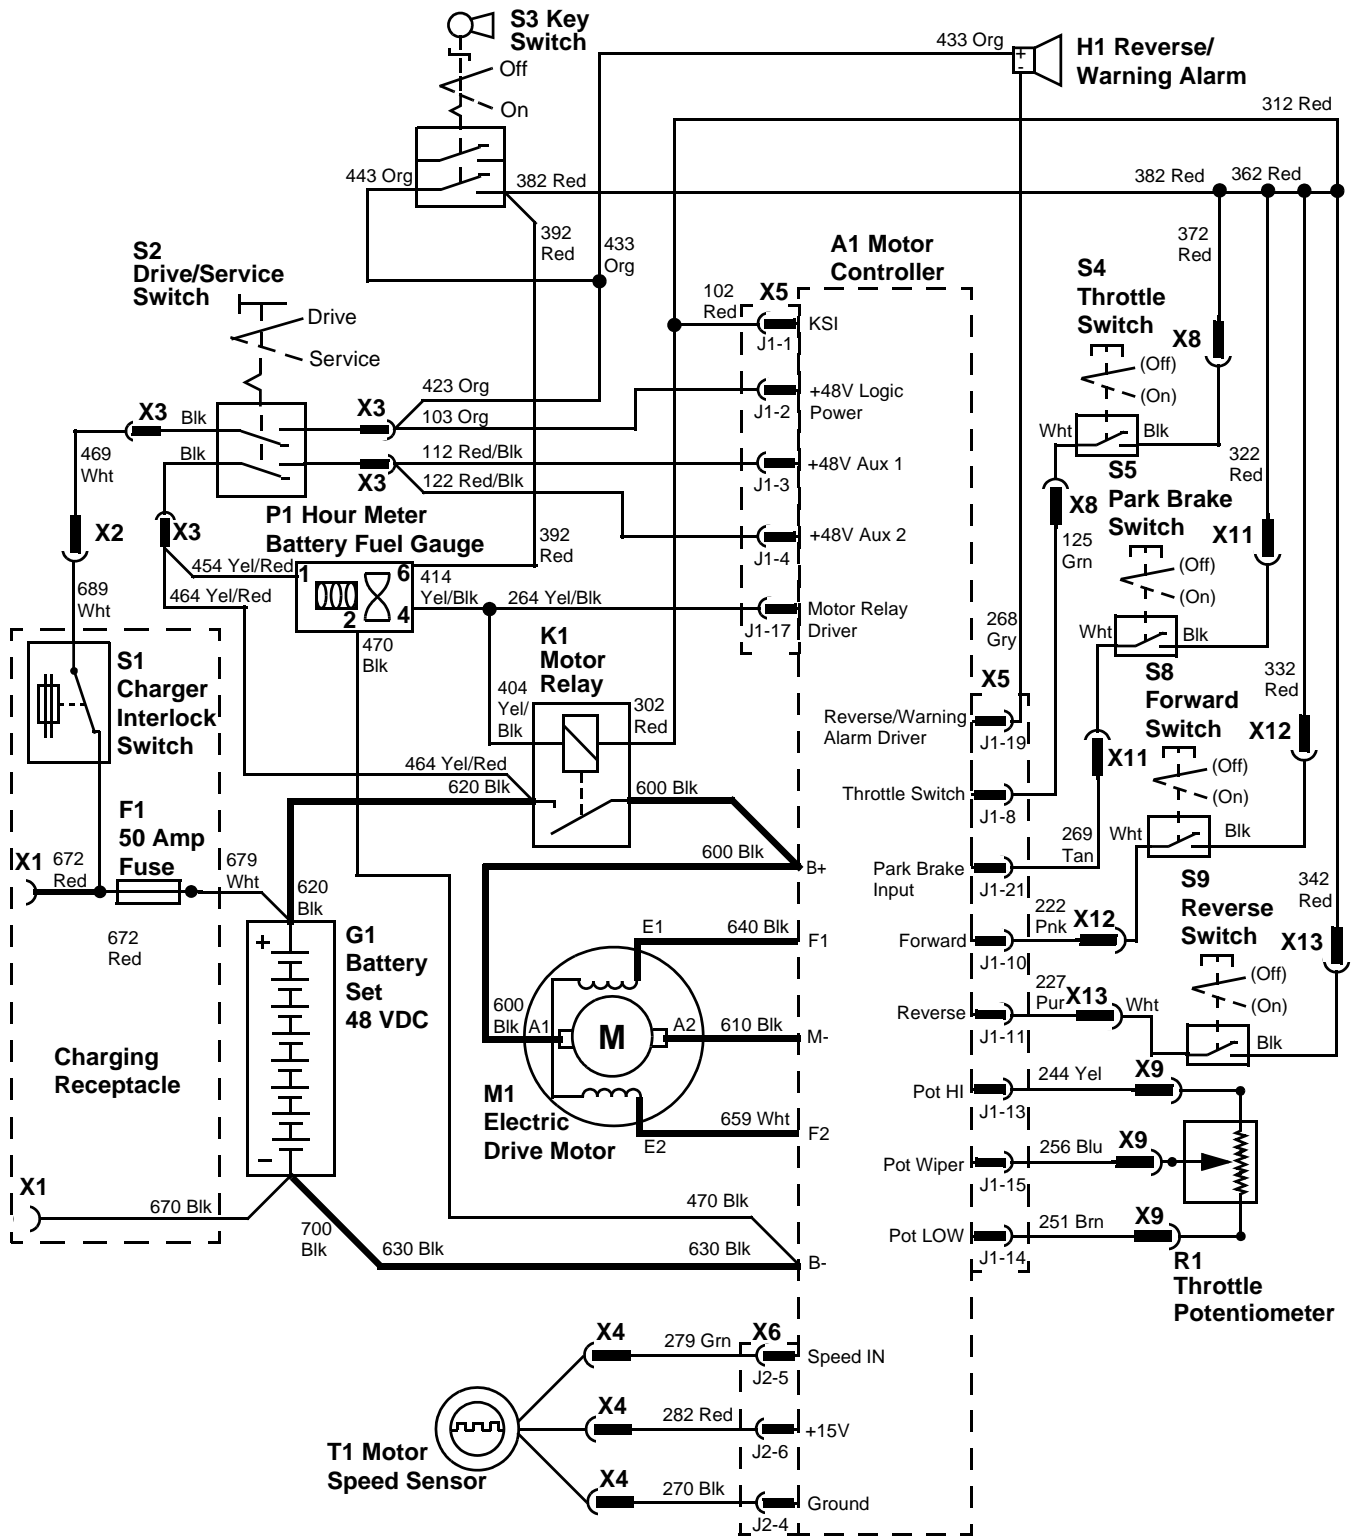 S3 Key
Switch
Off
On
433 Org
H1 Reverse/
Warning Alarm
312 Red
443 Org
382 Red
382 Red
362 Red
392
Red
433
Org
372
Red
S2
Drive/Service
Switch
Drive
Service
A1 Motor
Controller
102
Red
X5
KSI
J1-1
S4
Throttle
Switch
(Off)
(On)
X8
423 Org
103 Org
X3
Blk
X3
+48V Logic
Power
J1-2
Wht
Blk
469
Wht
Blk
112 Red/Blk
X3
122 Red/Blk
+48V Aux 1
J1-3
322
Red
S5
Park Brake
Switch
X8
X2
X3
P1 Hour Meter
Battery Fuel Gauge
392
Red
+48V Aux 2
J1-4
125
Grn
(Off)
(On)
X11
454 Yel/Red
464 Yel/Red
1
6
2
4
414
Yel/Blk
264 Yel/Blk
Motor Relay
Driver
J1-17
689
Wht
470
Blk
268
Gry
Wht
Blk
S1
Charger
Interlock
Switch
K1
Motor
Relay
404
Yel/
Blk
302
Red
X5
Reverse/Warning
Alarm Driver
J1-19
S8
Forward
Switch
332
Red
X12
X11
(Off)
(On)
464 Yel/Red
620 Blk
600 Blk
Throttle Switch
J1-8
F1
50 Amp
Fuse
X1
672
Red
679
Wht
600 Blk
B+
Park Brake
Input
J1-21
269
Tan
Wht
Blk
620
Blk
672
Red
S9
Reverse
Switch
342
Red
X13
222
Pnk
X12
Forward
J1-10
+
G1
Battery
Set
48 VDC
–
E1
640 Blk
F1
(Off)
(On)
600
Blk
A1
M
A2
610 Blk
M-
Reverse
J1-11
227
Pur
X13
Wht
Blk
Charging
Receptacle
M1
Electric
Drive Motor
659 Wht
E2
F2
Pot HI
J1-13
244 Yel
X9
Pot Wiper
J1-15
256 Blu
X9
X1
670 Blk
700
Blk
630 Blk
470 Blk
630 Blk
B-
Pot LOW
J1-14
251 Brn
X9
R1
Throttle
Potentiometer
X4
279 Grn
X6
Speed IN
J2-5
X4
282 Red
+15V
J2-6
T1 Motor
Speed Sensor
X4
270 Blk
Ground
J2-4
+
-